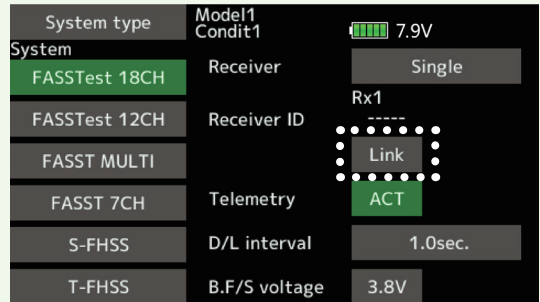 System type
Model1
Condit1
7.9V
System
FASSTest 18CH
Receiver
Single
Rx1
FASSTest 12CH
Receiver ID
-----
FASST MULTI
Link
FASST 7CH
Telemetry
ACT
S-FHSS
D/L interval
1.0sec.
T-FHSS
B.F/S voltage
3.8V